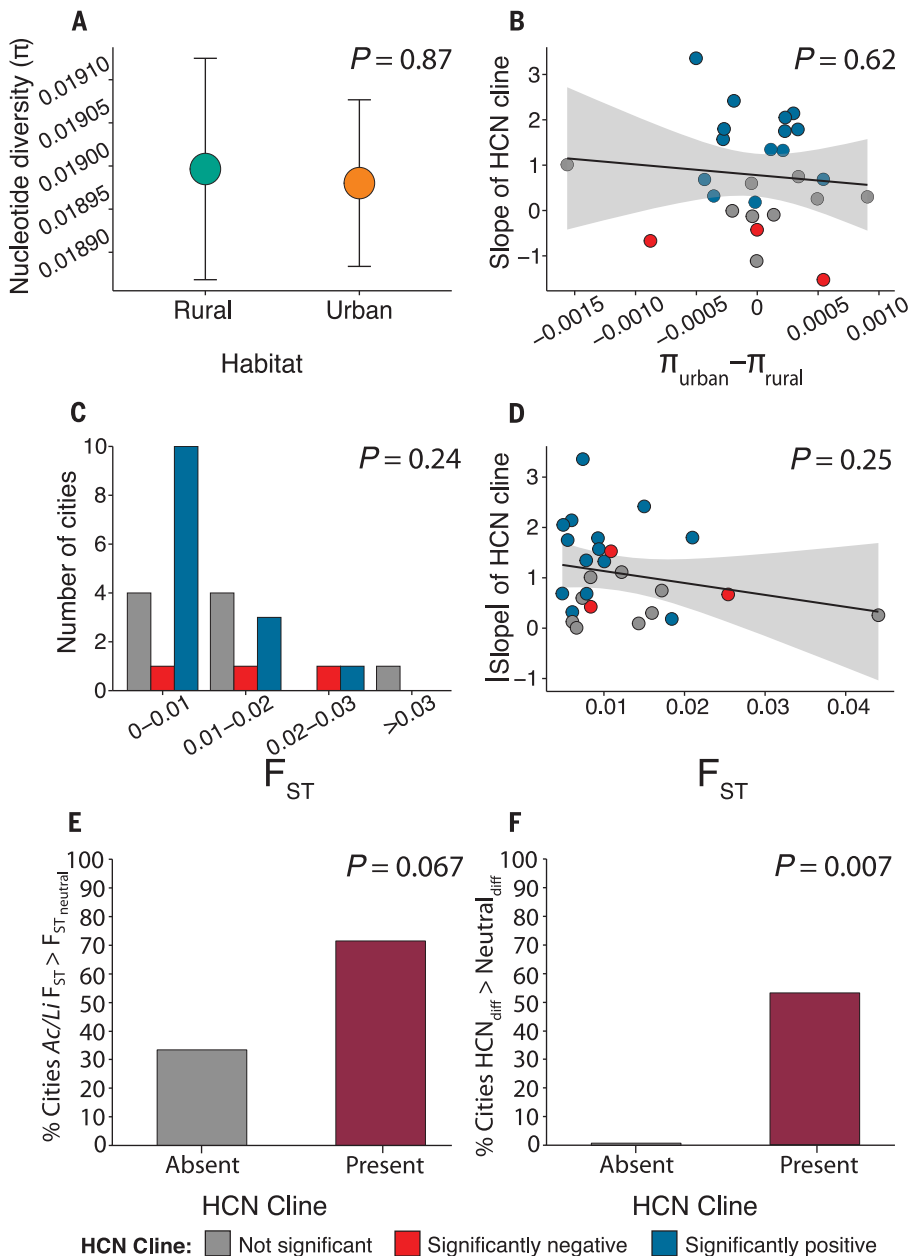 A
P = 0.87
Nucleotide diversity (π)
0.01910
0.01905
0.01900
0.01895
0.01890
Rural
Urban
Habitat
B
P = 0.62
Slope of HCN cline
3
2
1
0
−1
−0.0015
−0.0010
−0.0005
0
0.0005
0.0010
πurban−πrural
C
P = 0.24
Number of cities
10
8
6
4
2
0
0−0.01
0.01−0.02
0.02−0.03
>0.03
FST
D
P = 0.25
|Slope| of HCN cline
3
2
1
0
−1
0.01
0.02
0.03
0.04
FST
E
P = 0.067
% Cities Ac/Li FST > FSTneutral
100
90
80
70
60
50
40
30
20
10
0
Absent
Present
HCN Cline
F
P = 0.007
% Cities HCNdiff > Neutraldiff
100
90
80
70
60
50
40
30
20
10
0
Absent
Present
HCN Cline
HCN Cline: Not significant Significantly negative Significantly positive